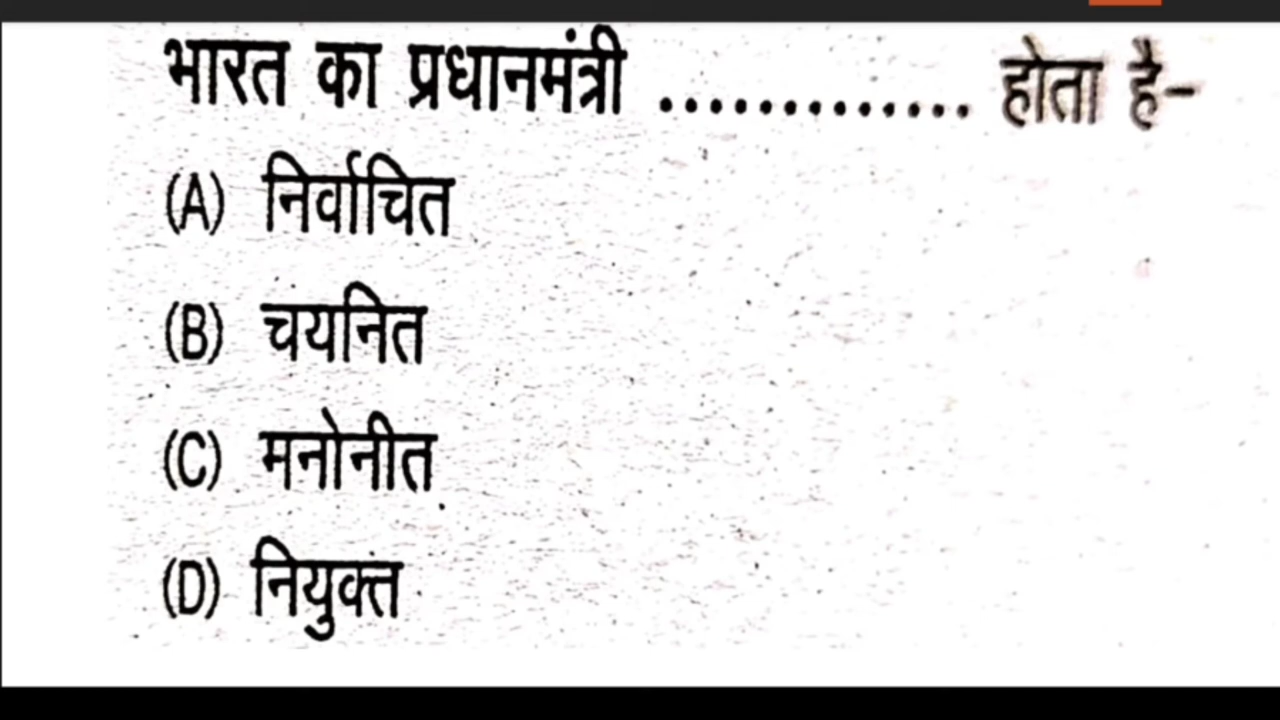 भारत का प्रधानमंत्री ............. होता है-
(A) निर्वाचित
(B) चयनित
(C) मनोनीत
(D) नियुक्त